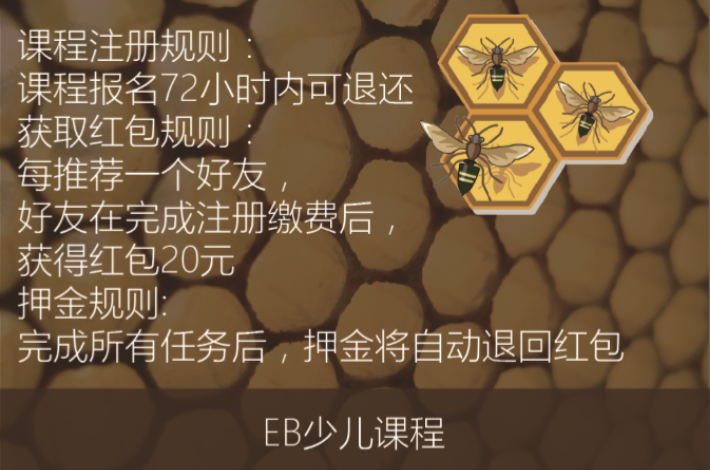 课程注册规则：
课程报名72小时内可退还
获取红包规则：
每推荐一个好友，
好友在完成注册缴费后，
获得红包20元
押金规则:
完成所有任务后，押金将自动退回红包
EB少儿课程